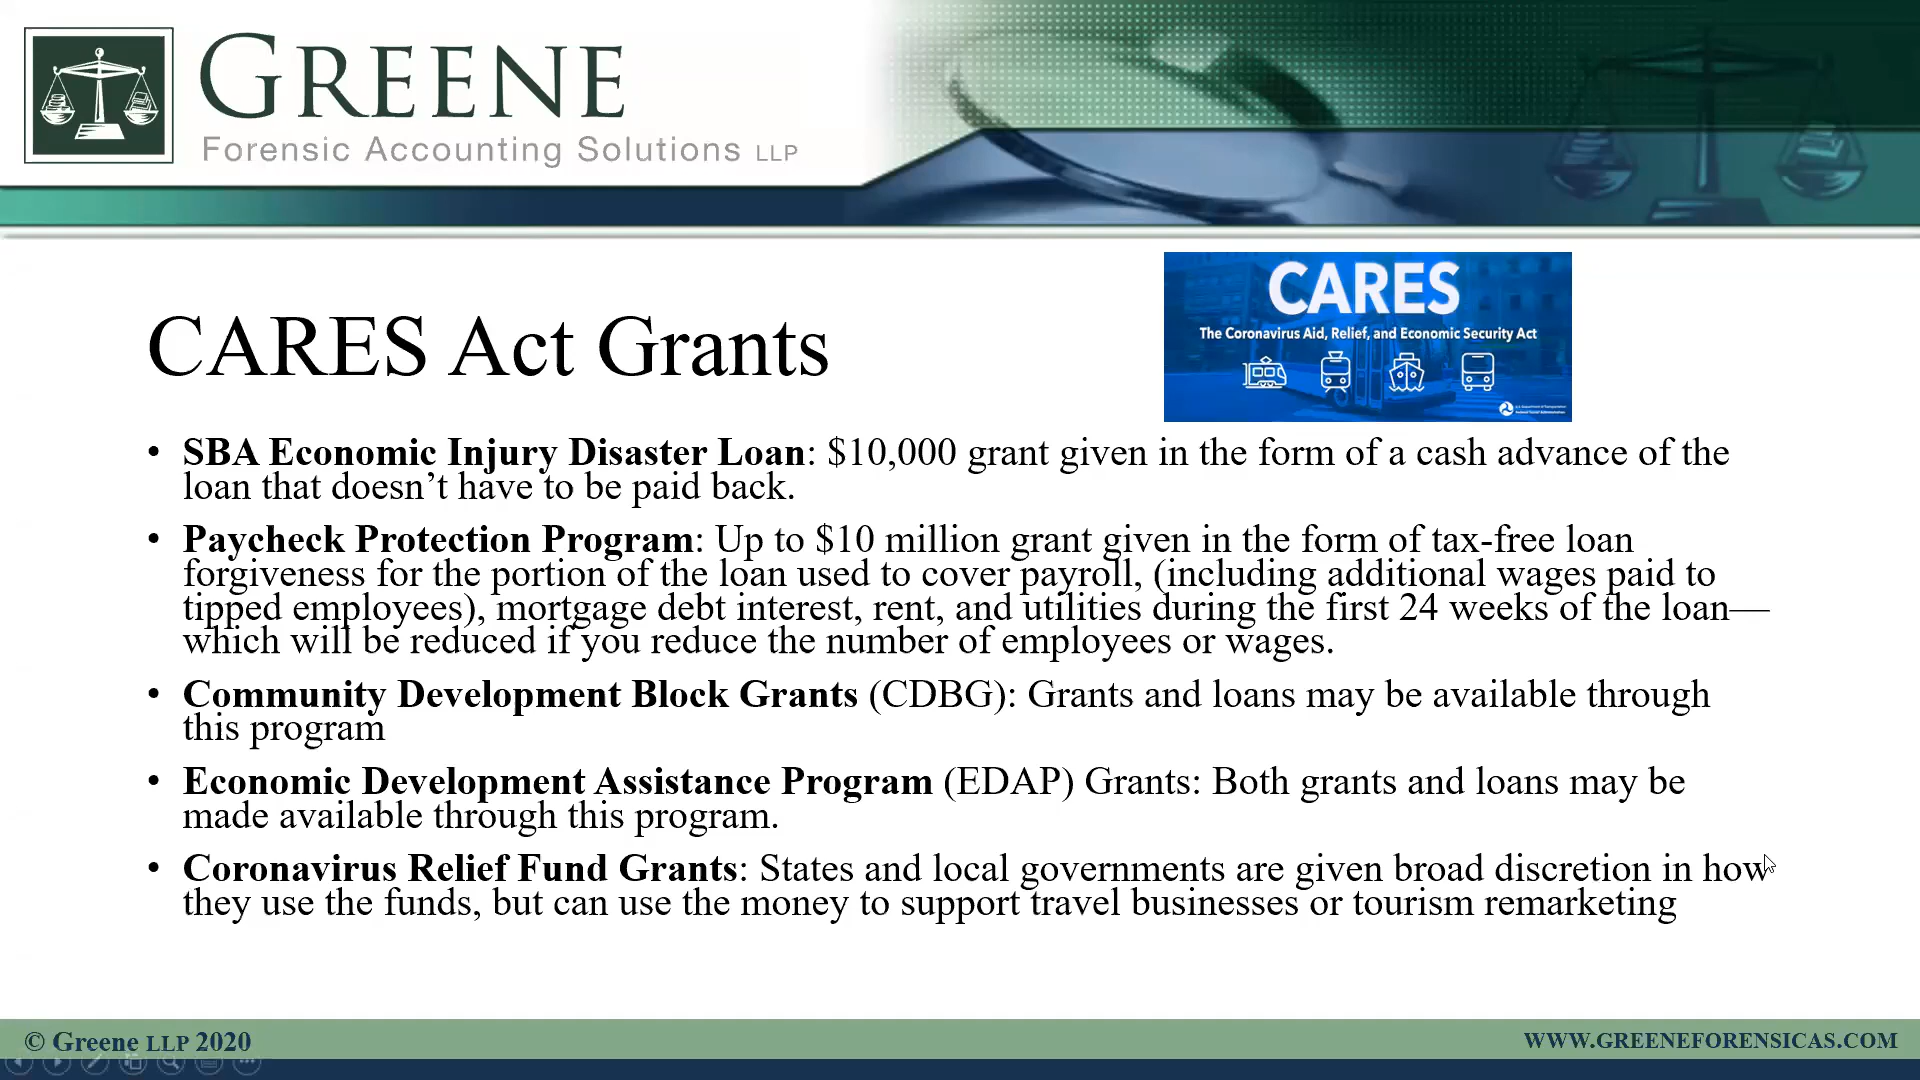 GREENE
Forensic Accounting Solutions LLP
CARES
The Coronavirus Aid, Relief, and Economic Security Act
CARES Act Grants
• SBA Economic Injury Disaster Loan: $10,000 grant given in the form of a cash advance of the
loan that doesn’t have to be paid back.
• Paycheck Protection Program: Up to $10 million grant given in the form of tax-free loan
forgiveness for the portion of the loan used to cover payroll, (including additional wages paid to
tipped employees), mortgage debt interest, rent, and utilities during the first 24 weeks of the loan—
which will be reduced if you reduce the number of employees or wages.
• Community Development Block Grants (CDBG): Grants and loans may be available through
this program
• Economic Development Assistance Program (EDAP) Grants: Both grants and loans may be
made available through this program.
• Coronavirus Relief Fund Grants: States and local governments are given broad discretion in how
they use the funds, but can use the money to support travel businesses or tourism remarketing
© Greene LLP 2020
WWW.GREENEFORENSICAS.COM